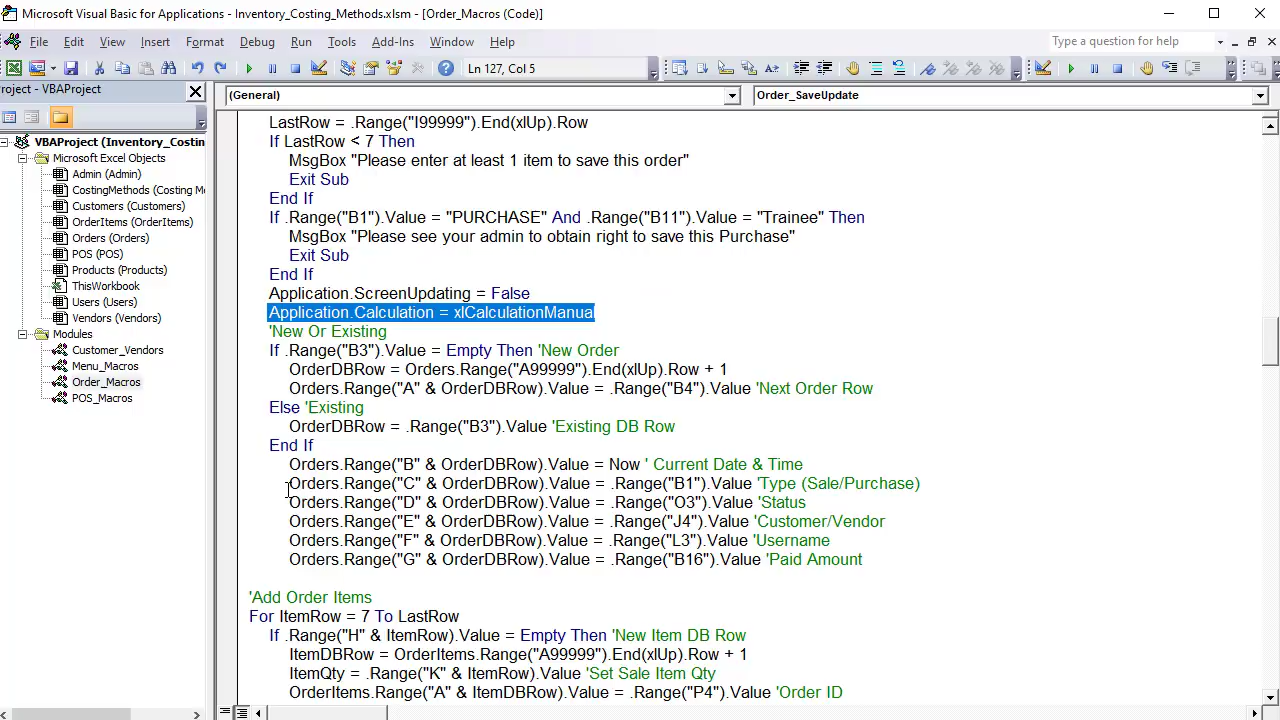 Microsoft Visual Basic for Applications - Inventory_Costing_Methods.xlsm - [Order_Macros (Code)]
File Edit View Insert Format Debug Run Tools Add-Ins Window Help
Type a question for help
Ln 127, Col 5
roject - VBAProject
(General)
Order_SaveUpdate
VBAProject (Inventory_Costin
Microsoft Excel Objects
Admin (Admin)
CostingMethods (Costing Me
Customers (Customers)
OrderItems (OrderItems)
Orders (Orders)
POS (POS)
Products (Products)
ThisWorkbook
Users (Users)
Vendors (Vendors)
Modules
Customer_Vendors
Menu_Macros
Order_Macros
POS_Macros
LastRow = .Range("I99999").End(xlUp).Row
If LastRow < 7 Then
MsgBox "Please enter at least 1 item to save this order"
Exit Sub
End If
If .Range("B1").Value = "PURCHASE" And .Range("B11").Value = "Trainee" Then
MsgBox "Please see your admin to obtain right to save this Purchase"
Exit Sub
End If
Application.ScreenUpdating = False
Application.Calculation = xlCalculationManual
'New Or Existing
If .Range("B3").Value = Empty Then 'New Order
OrderDBRow = Orders.Range("A99999").End(xlUp).Row + 1
Orders.Range("A" & OrderDBRow).Value = .Range("B4").Value 'Next Order Row
Else 'Existing
OrderDBRow = .Range("B3").Value 'Existing DB Row
End If
Orders.Range("B" & OrderDBRow).Value = Now ' Current Date & Time
Orders.Range("C" & OrderDBRow).Value = .Range("B1").Value 'Type (Sale/Purchase)
Orders.Range("D" & OrderDBRow).Value = .Range("O3").Value 'Status
Orders.Range("E" & OrderDBRow).Value = .Range("J4").Value 'Customer/Vendor
Orders.Range("F" & OrderDBRow).Value = .Range("L3").Value 'Username
Orders.Range("G" & OrderDBRow).Value = .Range("B16").Value 'Paid Amount
'Add Order Items
For ItemRow = 7 To LastRow
If .Range("H" & ItemRow).Value = Empty Then 'New Item DB Row
ItemDBRow = OrderItems.Range("A99999").End(xlUp).Row + 1
ItemQty = .Range("K" & ItemRow).Value 'Set Sale Item Qty
OrderItems.Range("A" & ItemDBRow).Value = .Range("P4").Value 'Order ID